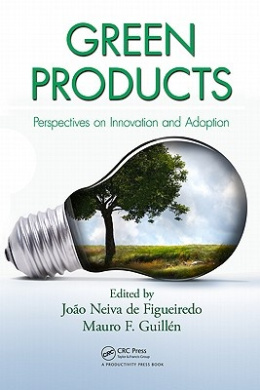 GREEN
PRODUCTS
Perspectives on Innovation and Adoption
Edited by
João Neiva de Figueiredo
Mauro F. Guillén
CRC Press
Taylor & Francis Group
A PRODUCTIVITY PRESS BOOK